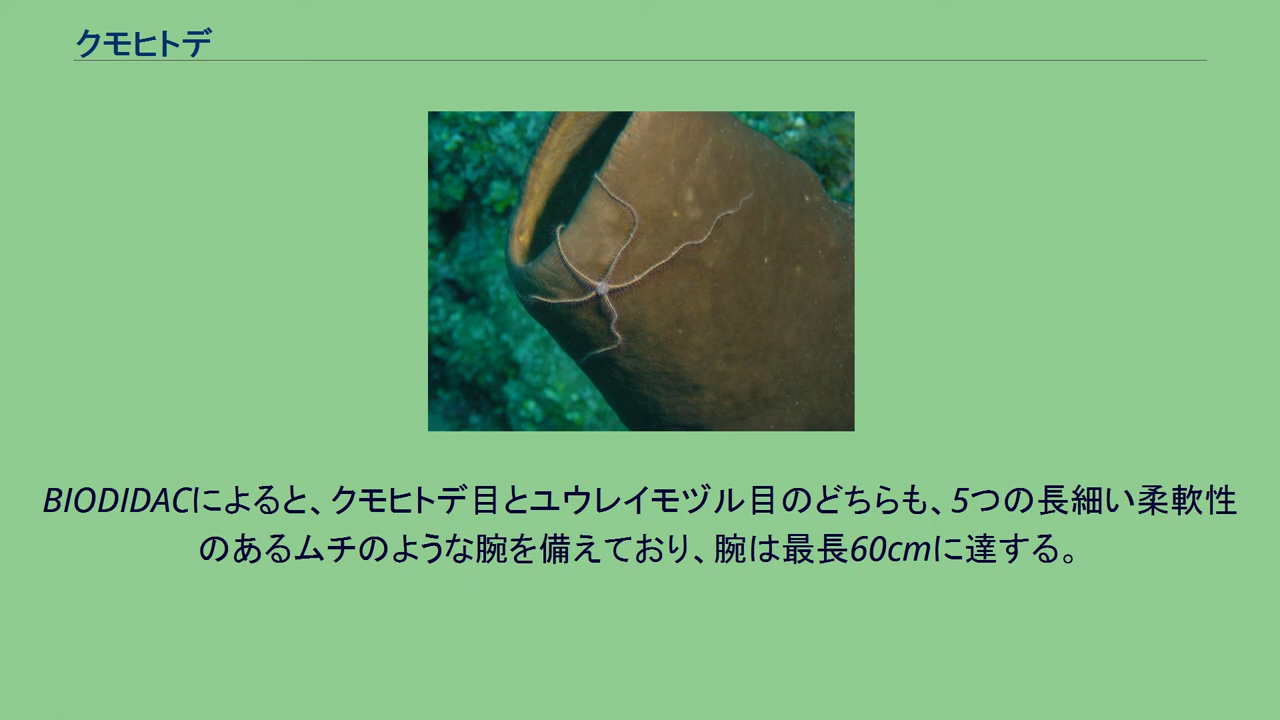 クモヒトデ
BIODIDACによると、クモヒトデ目とユウレイモヅル目のどちらも、5つの長細い柔軟性
のあるムチのような腕を備えており、腕は最長60cmに達する。